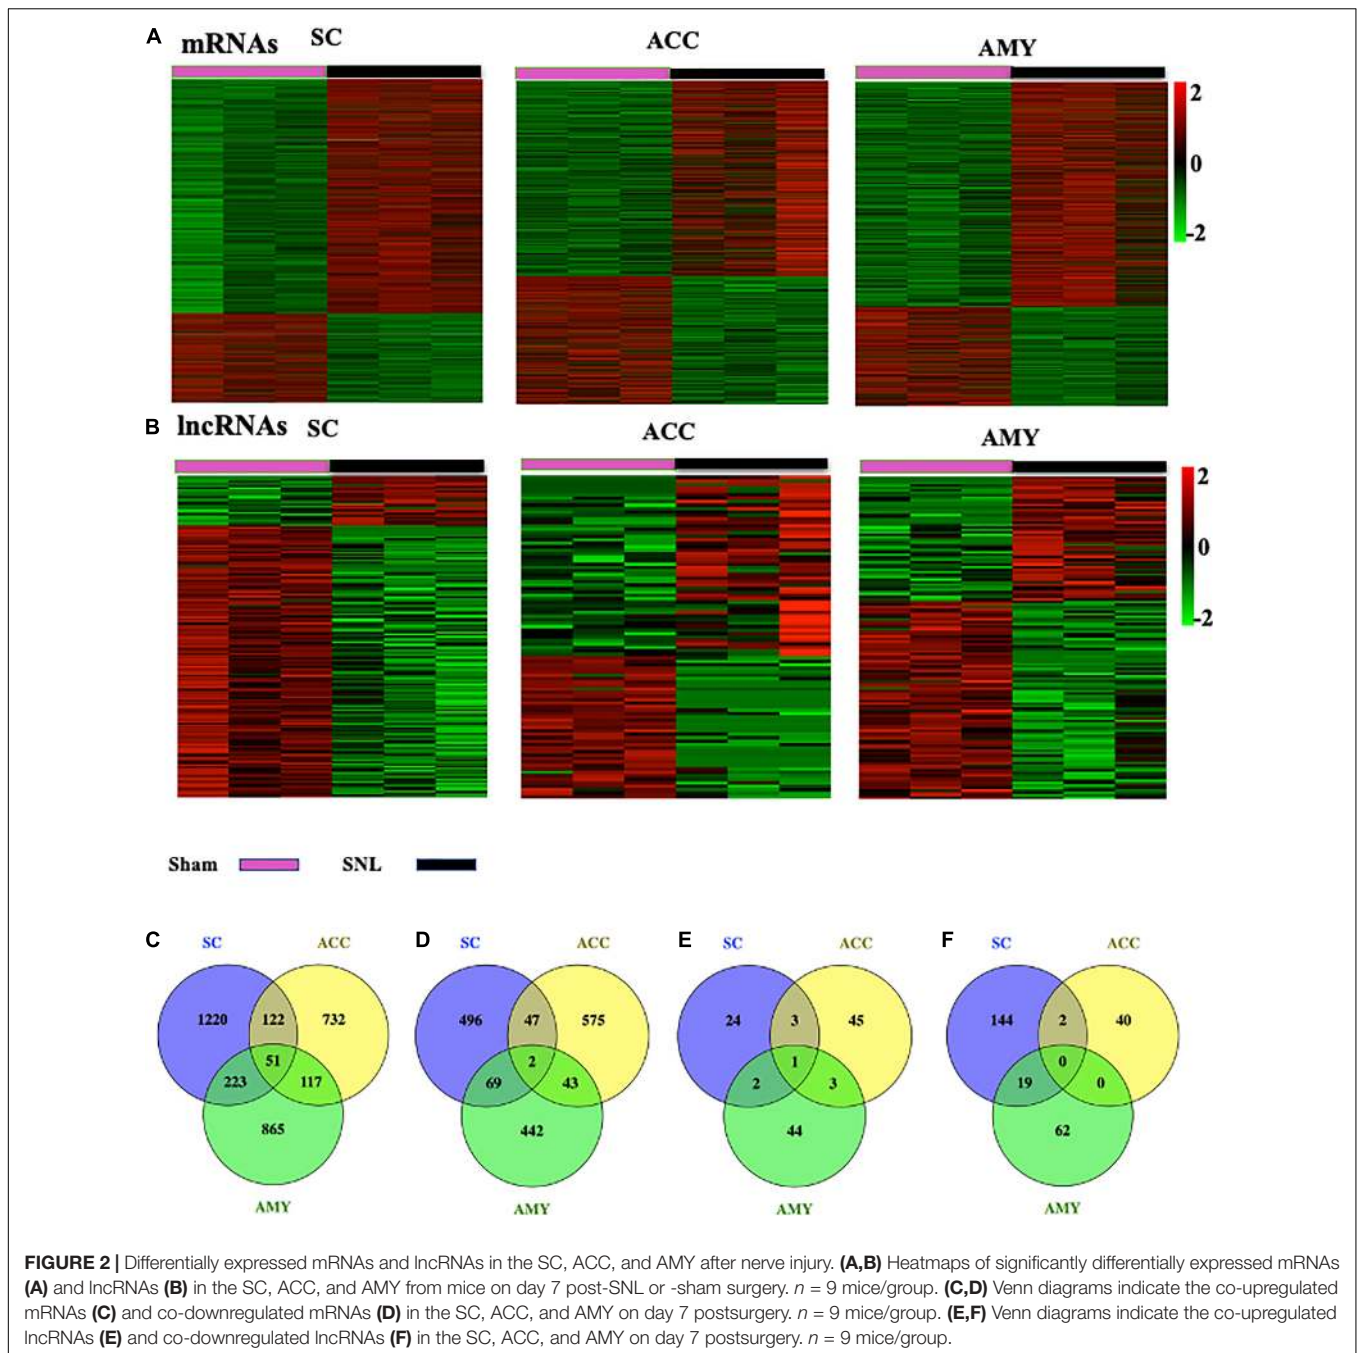 A mRNAs SC ACC AMY
2
0
-2
B lncRNAs SC ACC AMY
2
0
-2
Sham SNL
C SC ACC
1220 122 732
51
223 117
865
AMY
D SC ACC
496 47 575
2
69 43
442
AMY
E SC ACC
24 3 45
1
2 3
44
AMY
F SC ACC
144 2 40
0
19 0
62
AMY
FIGURE 2 | Differentially expressed mRNAs and lncRNAs in the SC, ACC, and AMY after nerve injury. (A,B) Heatmaps of significantly differentially expressed mRNAs
(A) and lncRNAs (B) in the SC, ACC, and AMY from mice on day 7 post-SNL or -sham surgery. n = 9 mice/group. (C,D) Venn diagrams indicate the co-upregulated
mRNAs (C) and co-downregulated mRNAs (D) in the SC, ACC, and AMY on day 7 postsurgery. n = 9 mice/group. (E,F) Venn diagrams indicate the co-upregulated
lncRNAs (E) and co-downregulated lncRNAs (F) in the SC, ACC, and AMY on day 7 postsurgery. n = 9 mice/group.